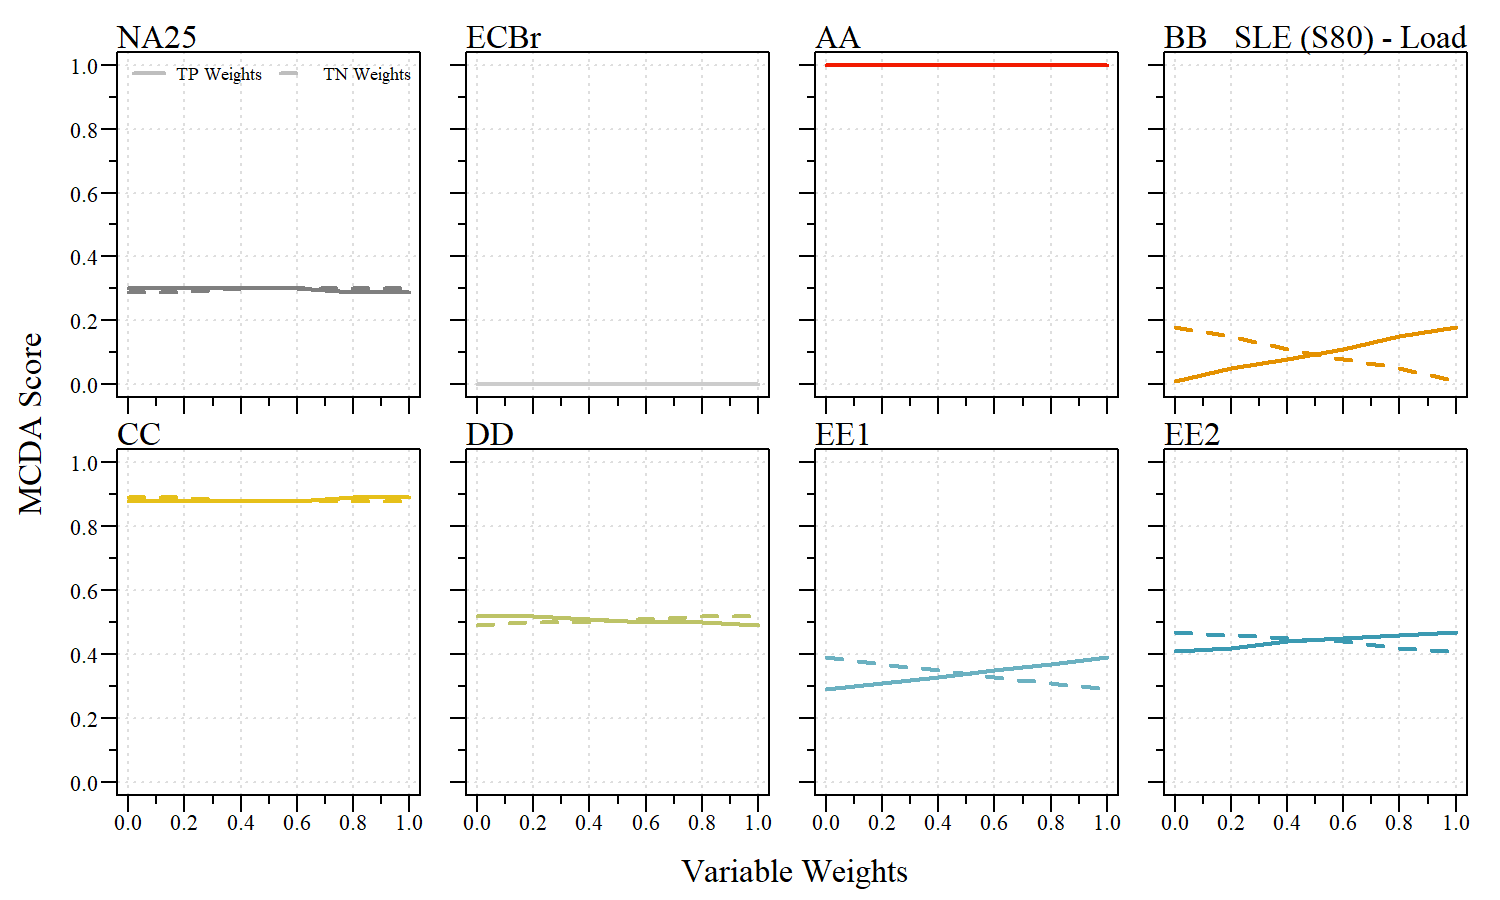 NA25
ECBr
AA
BB SLE (S80) - Load
TP Weights TN Weights
1.0
0.8
0.6
0.4
0.2
0.0
MCDA Score
CC
DD
EE1
EE2
1.0
0.8
0.6
0.4
0.2
0.0
0.0 0.2 0.4 0.6 0.8 1.0
0.0 0.2 0.4 0.6 0.8 1.0
0.0 0.2 0.4 0.6 0.8 1.0
0.0 0.2 0.4 0.6 0.8 1.0
Variable Weights